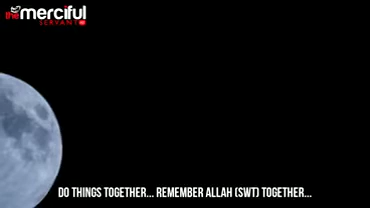 the merciful
SERVANT
DO THINGS TOGETHER... REMEMBER ALLAH (SWT) TOGETHER...